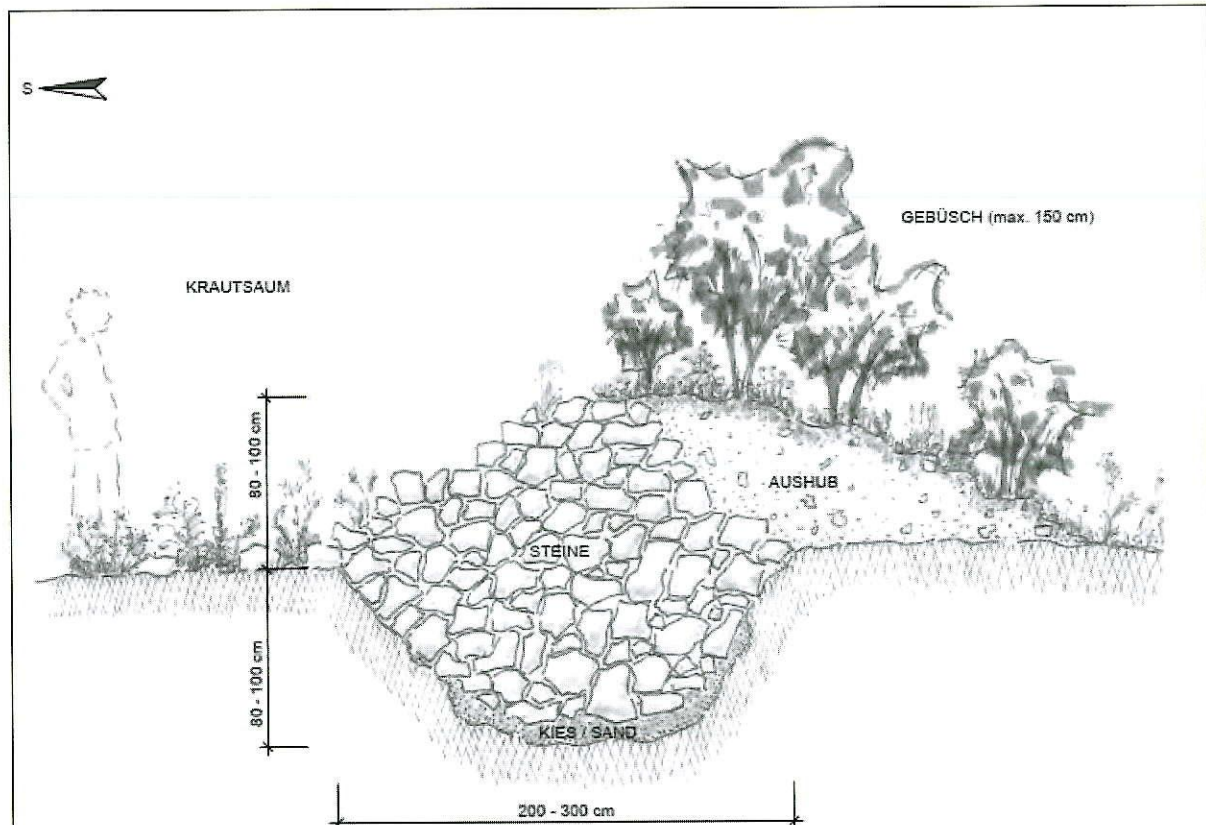 S
GEBÜSCH (max. 150 cm)
KRAUTSAUM
80 - 100 cm
AUSHUB
STEINE
80 - 100 cm
KIES / SAND
200 - 300 cm